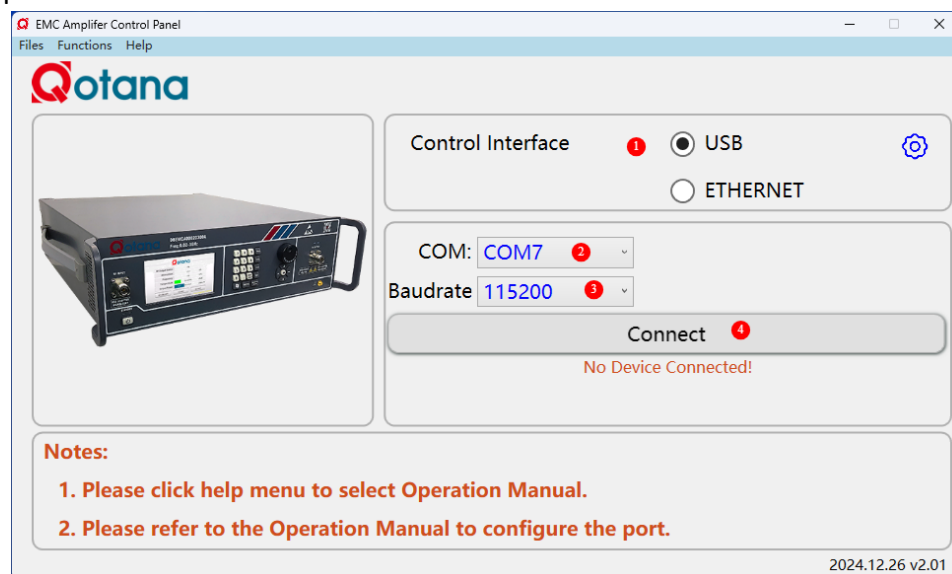 EMC Amplifer Control Panel
Files Functions Help
Qotana
Control Interface 1 USB
ETHERNET
COM: COM7 2
Baudrate 115200 3
Connect 4
No Device Connected!
Notes:
1. Please click help menu to select Operation Manual.
2. Please refer to the Operation Manual to configure the port.
2024.12.26 v2.01